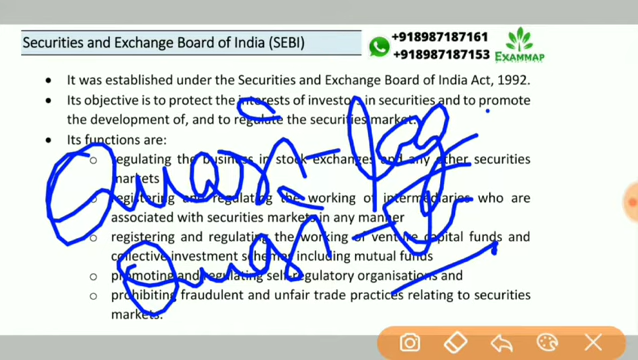 Securities and Exchange Board of India (SEBI)
+918987187161
+918987187153
EXAMMAP
• It was established under the Securities and Exchange Board of India Act, 1992.
• Its objective is to protect the interests of investors in securities and to promote
the development of, and to regulate the securities market.
• Its functions are:
o regulating the business in stock exchanges and any other securities
markets
o registering and regulating the working of intermediaries who are
associated with securities markets in any manner
o registering and regulating the working of venture capital funds and
collective investment schemes including mutual funds
o promoting and regulating self-regulatory organisations and
o prohibiting fraudulent and unfair trade practices relating to securities
markets.
Quasi - leg
Quasi -